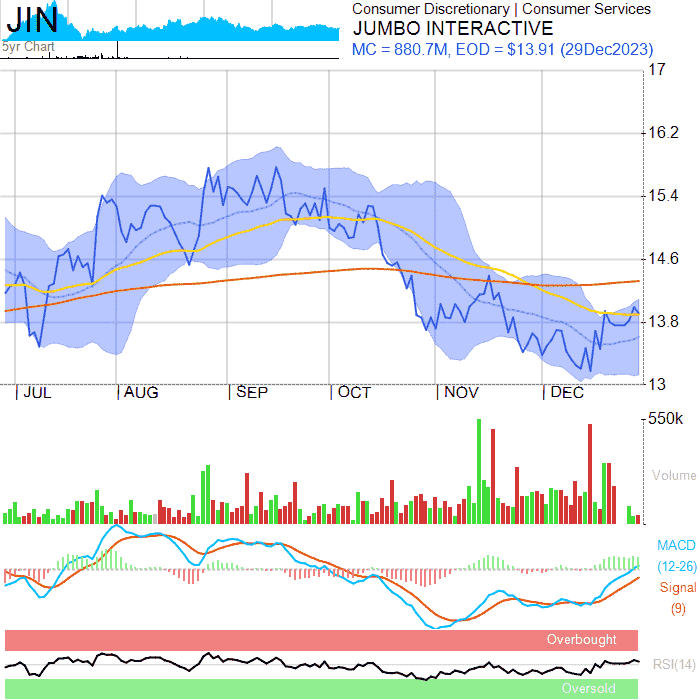 JIN
5yr Chart
Consumer Discretionary | Consumer Services
JUMBO INTERACTIVE
MC = 880.7M, EOD = $13.91 (29Dec2023)
17
16.2
15.4
14.6
13.8
13
JUL AUG SEP OCT NOV DEC
550k
Volume
MACD
(12-26)
Signal
(9)
Overbought
RSI(14)
Oversold